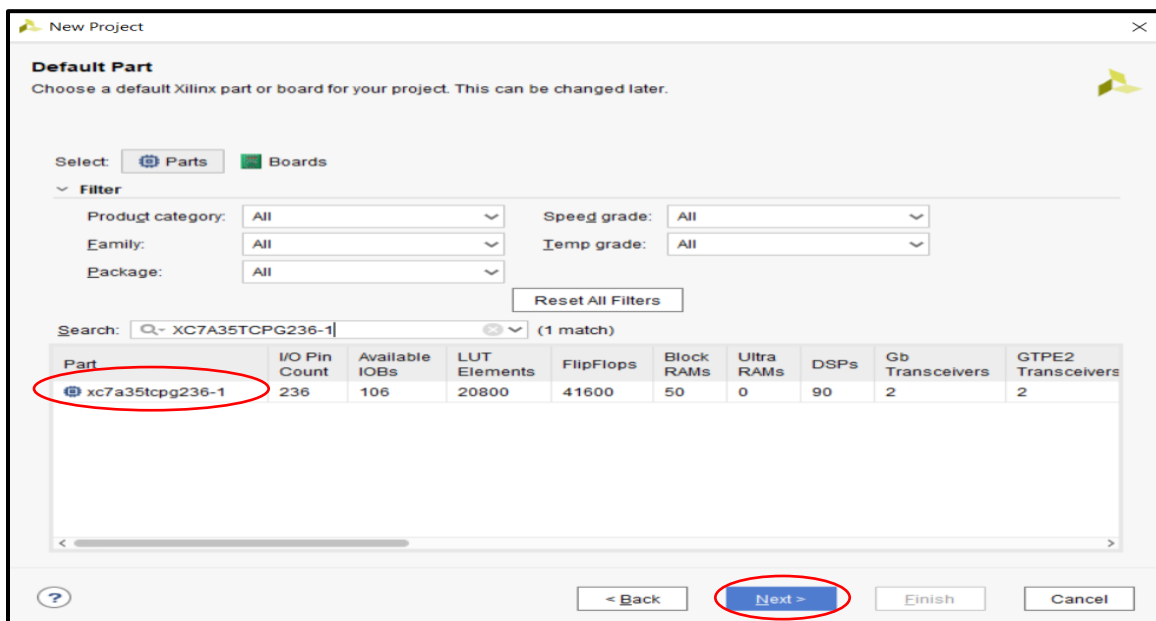 New Project
Default Part
Choose a default Xilinx part or board for your project. This can be changed later.
Select: Parts Boards
Filter
Product category: All Speed grade: All
Family: All Temp grade: All
Package: All
Reset All Filters
Search: XC7A35TCPG236-1 (1 match)
Part I/O Pin Count Available IOBs LUT Elements FlipFlops Block RAMs Ultra RAMs DSPs Gb Transceivers GTPE2 Transceivers
xc7a35tcpg236-1 236 106 20800 41600 50 0 90 2 2
? < Back Next > Finish Cancel